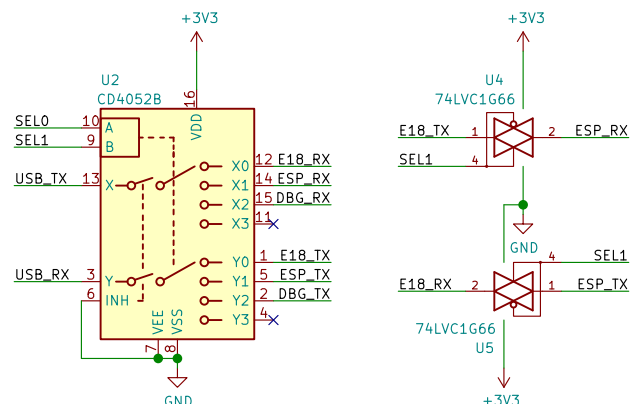 +3V3
U2
CD4052B
16
VDD
SEL0
10
A
SEL1
9
B
USB_TX
13
X
X0
12
E18_RX
X1
14
ESP_RX
X2
15
DBG_RX
X3
11
USB_RX
3
Y
6
INH
Y0
1
E18_TX
Y1
5
ESP_TX
Y2
2
DBG_TX
Y3
4
VEE
VSS
7
8
GND
+3V3
U4
74LVC1G66
E18_TX
1
2
ESP_RX
SEL1
4
GND
4
SEL1
E18_RX
2
1
ESP_TX
74LVC1G66
U5
+3V3